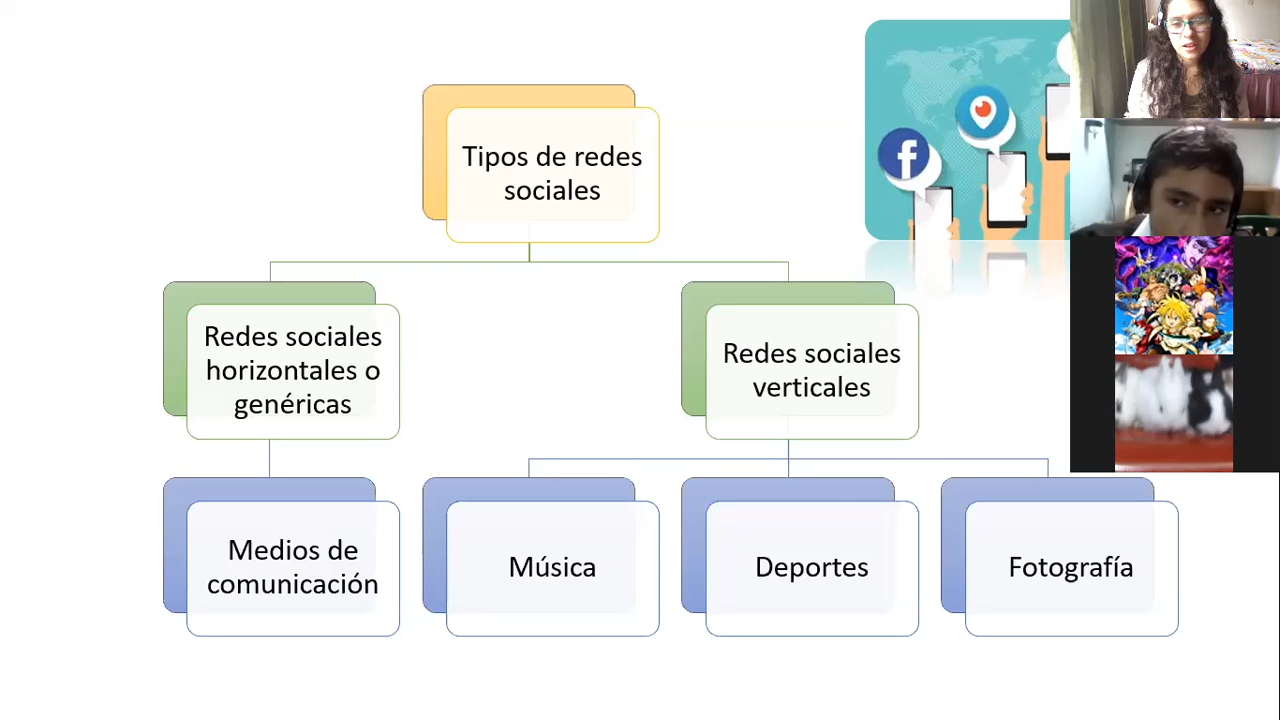 Tipos de redes
sociales
Redes sociales
horizontales o
genéricas
Redes sociales
verticales
Medios de
comunicación
Música
Deportes
Fotografía